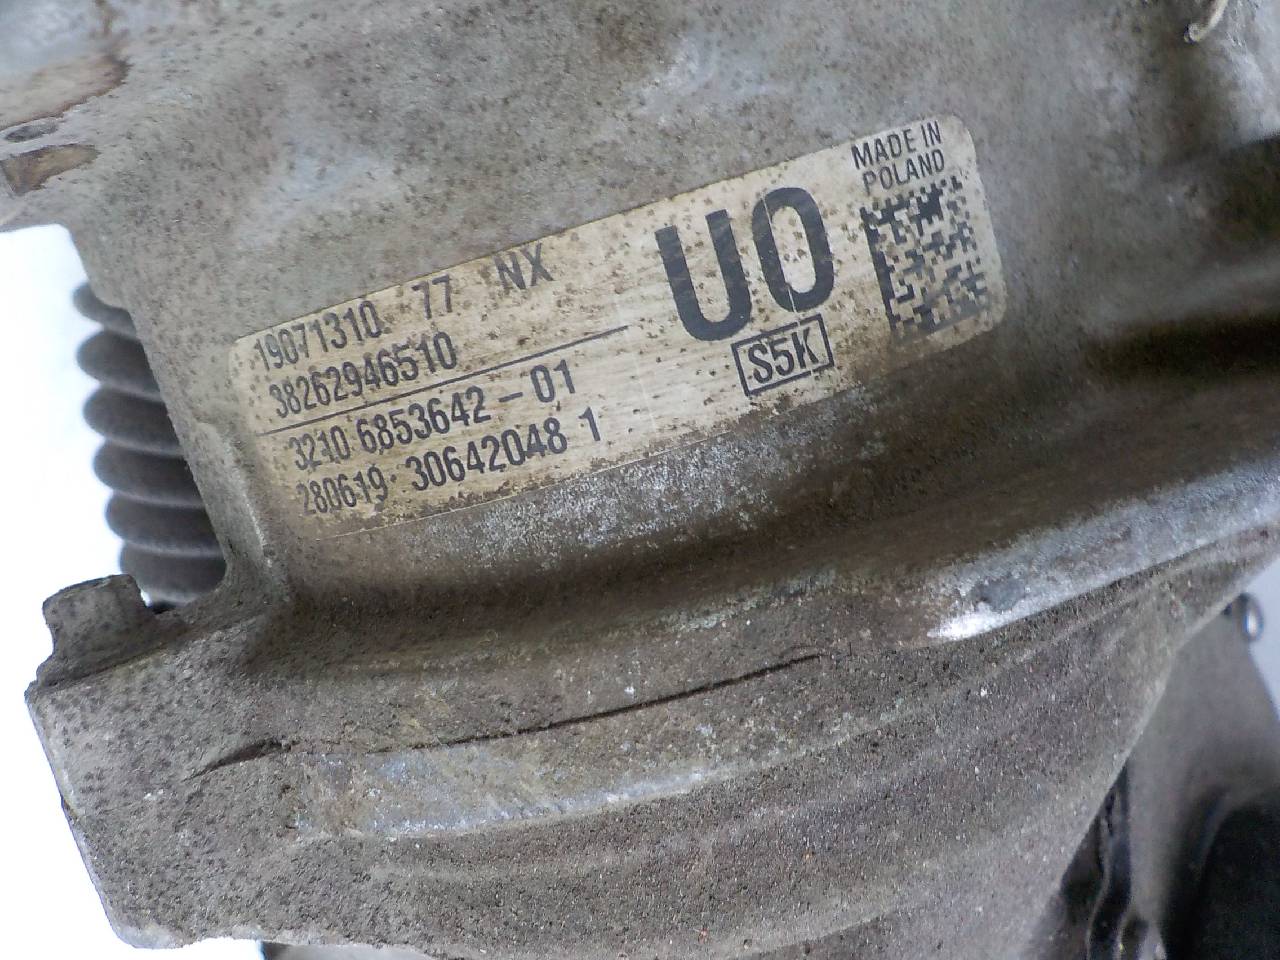 19071310 77 NX
38262946510
3210 6853642-01
280619 30642048 1
U0
S5K
MADE IN
POLAND